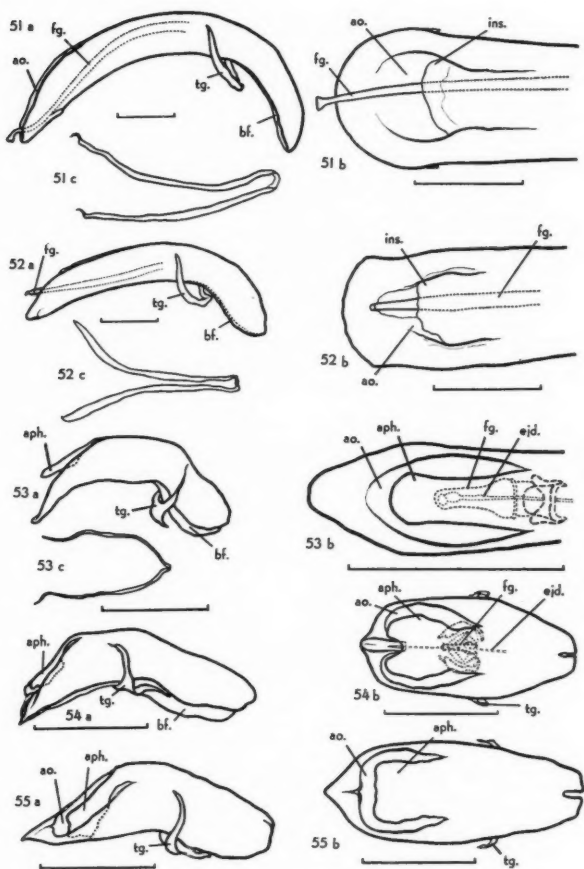 51 a
fg.
ao.
tg.
bf.
51 b
ao.
ins.
fg.
51 c
52 a
fg.
tg.
bf.
52 b
ins.
fg.
ao.
52 c
53 a
aph.
tg.
bf.
53 b
ao.
aph.
fg.
ejd.
53 c
54 a
aph.
tg.
bf.
54 b
ao.
aph.
fg.
ejd.
tg.
55 a
ao.
aph.
tg.
55 b
ao.
aph.
tg.